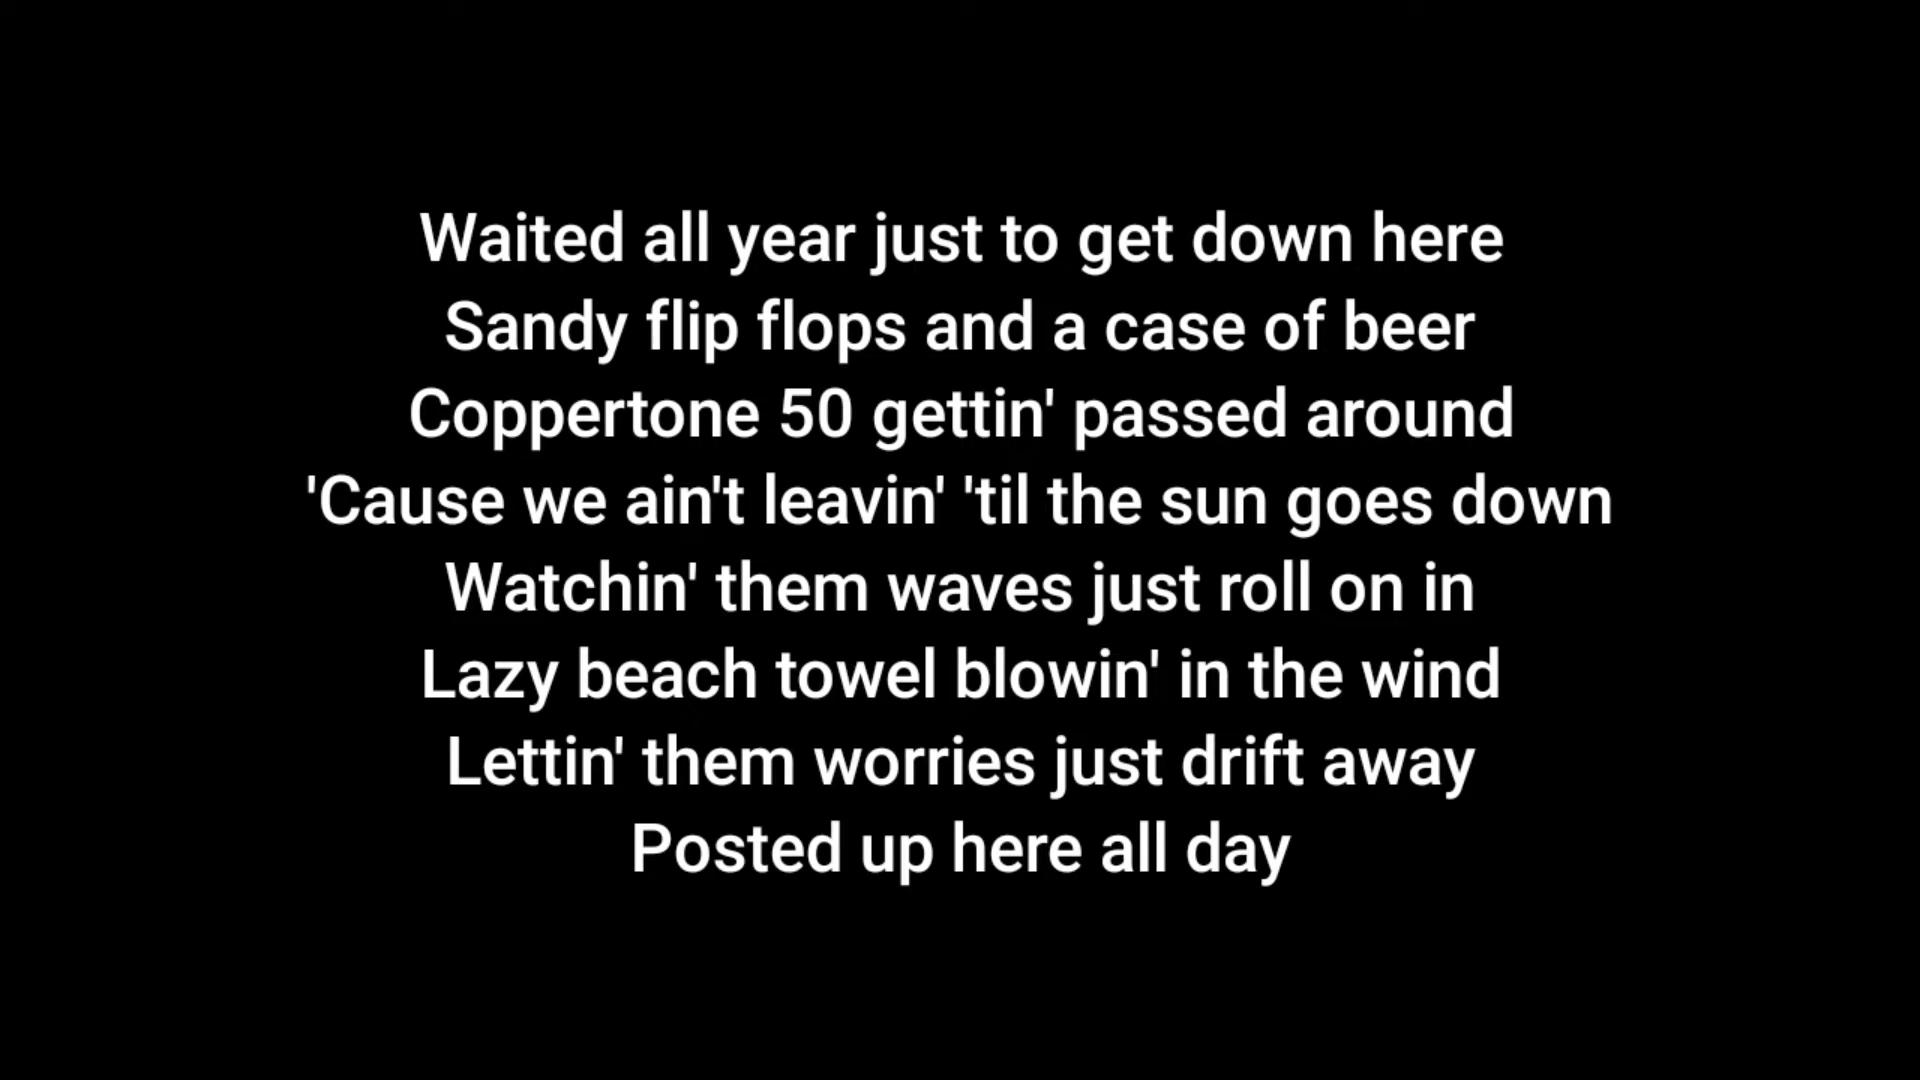 Waited all year just to get down here
Sandy flip flops and a case of beer
Coppertone 50 gettin' passed around
'Cause we ain't leavin' 'til the sun goes down
Watchin' them waves just roll on in
Lazy beach towel blowin' in the wind
Lettin' them worries just drift away
Posted up here all day